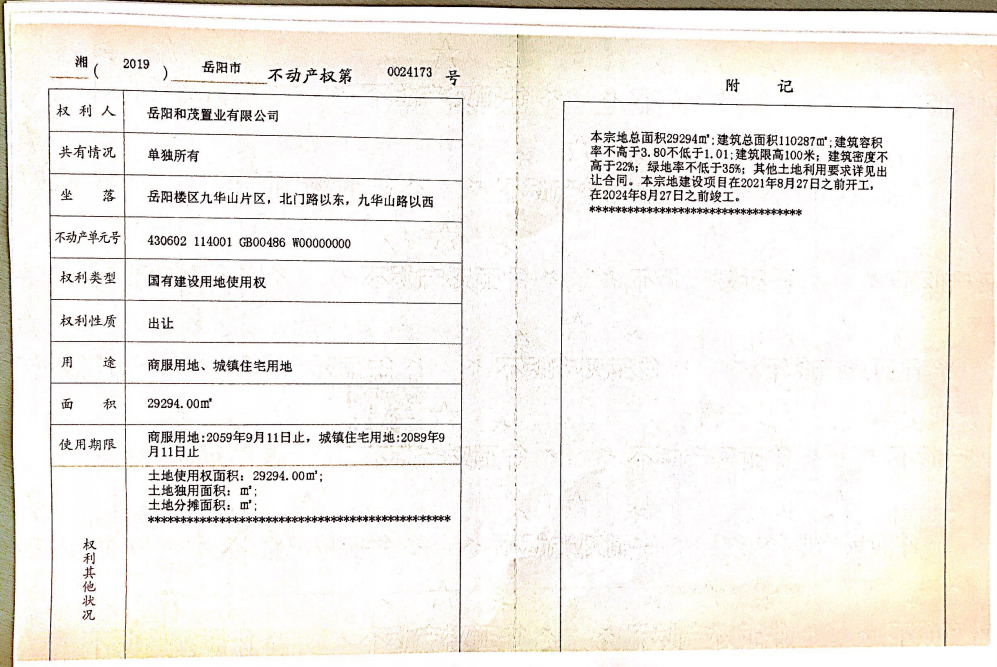 湘 ( 2019 ) 岳阳市 不动产权第 0024173 号
权利人 岳阳和茂置业有限公司
共有情况 单独所有
坐落 岳阳楼区九华山片区，北门路以东，九华山路以西
不动产单元号 430602 114001 GB00486 W00000000
权利类型 国有建设用地使用权
权利性质 出让
用途 商服用地、城镇住宅用地
面积 29294.00㎡
使用期限 商服用地:2059年9月11日止，城镇住宅用地:2089年9
月11日止
权利其他状况
土地使用权面积：29294.00㎡;
土地独用面积：㎡;
土地分摊面积：㎡;
**********************************************
附记
本宗地总面积29294㎡;建筑总面积110287㎡;建筑容积
率不高于3.80不低于1.01;建筑限高100米；建筑密度不
高于22%；绿地率不低于35%；其他土地利用要求详见出
让合同。本宗地建设项目在2021年8月27日之前开工，
在2024年8月27日之前竣工。
*********************************